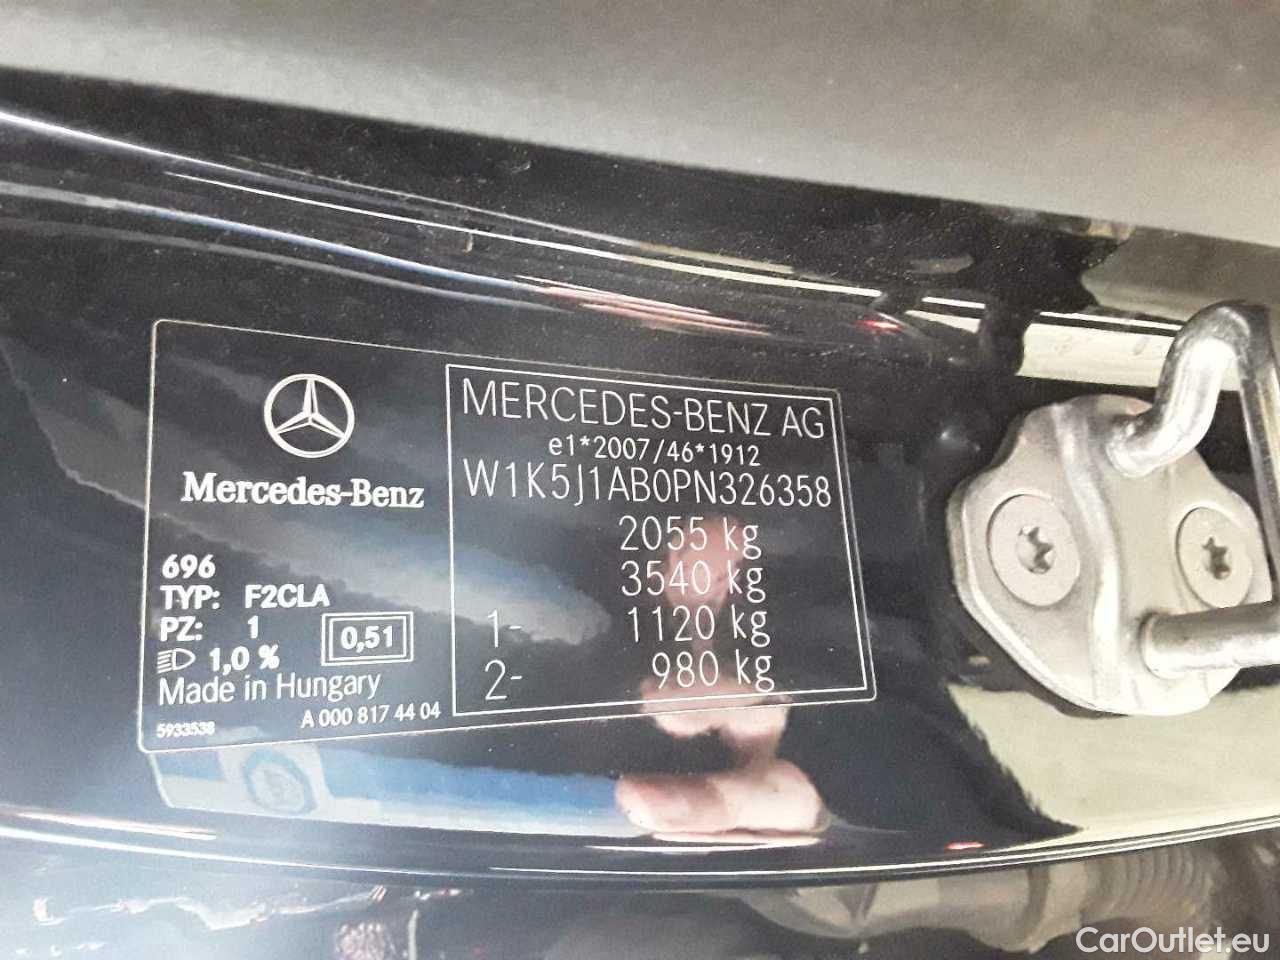 Mercedes-Benz
696
TYP: F2CLA
PZ: 1
0,51
1,0 %
Made in Hungary
5933538
A 000 817 44 04
MERCEDES-BENZ AG
e1*2007/46*1912
W1K5J1AB0PN326358
2055 kg
3540 kg
1- 1120 kg
2- 980 kg
CarOutlet.eu